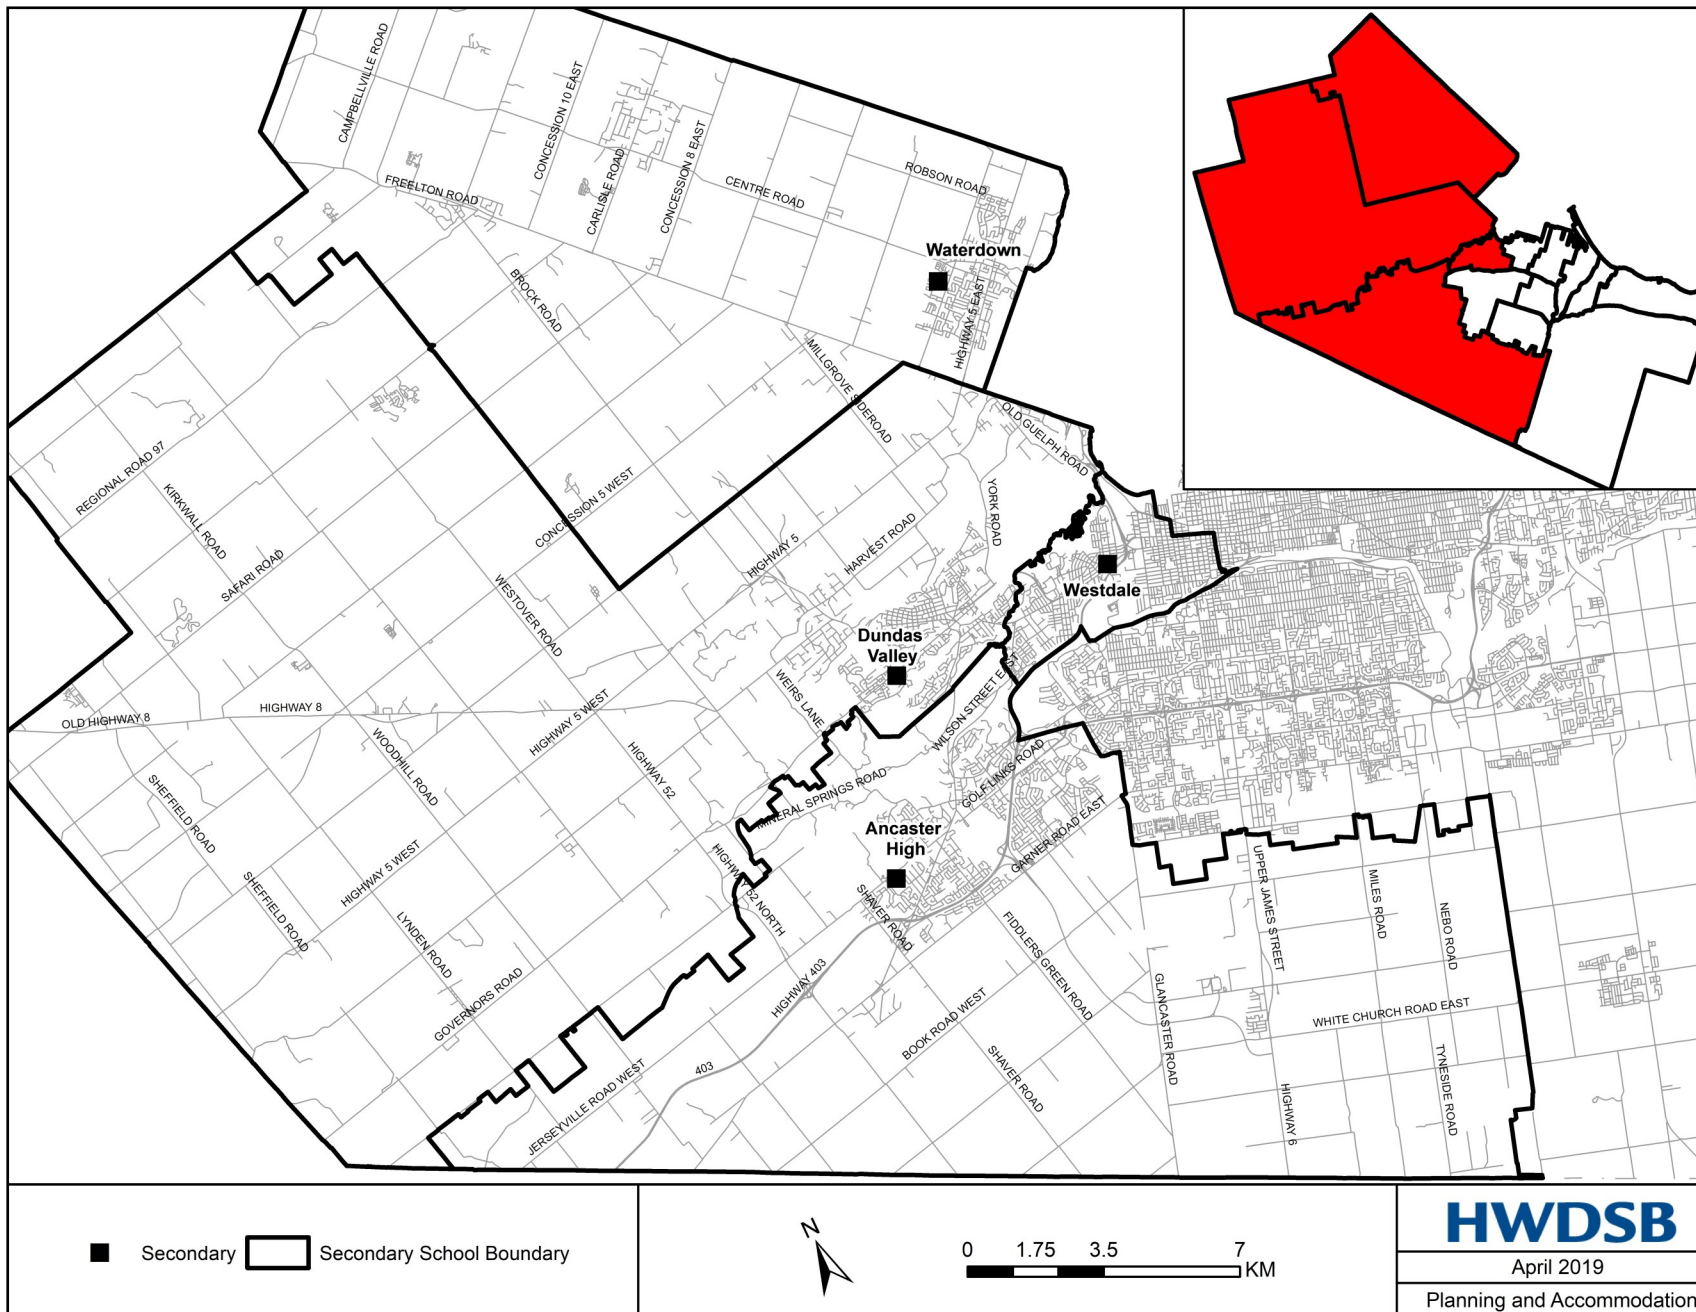 CAMPBELLVILLE ROAD
CONCESSION 10 EAST
CARLISLE ROAD
CONCESSION 8 EAST
FREELTON ROAD
CENTRE ROAD
ROBSON ROAD
Waterdown
BROCK ROAD
HIGHWAY 5 EAST
MILLGROVE SIDEROAD
OLD GUELPH ROAD
REGIONAL ROAD 97
KIRKWALL ROAD
CONCESSION 5 WEST
YORK ROAD
HARVEST ROAD
HIGHWAY 5
SAFARI ROAD
WESTOVER ROAD
Westdale
Dundas
Valley
WEIRS LANE
WILSON STREET EAST
OLD HIGHWAY 8
HIGHWAY 8
HIGHWAY 5 WEST
WOODHILL ROAD
HIGHWAY 52
GOLF LINKS ROAD
MINERAL SPRINGS ROAD
SHEFFIELD ROAD
GARNER ROAD EAST
Ancaster
High
HIGHWAY 5 WEST
SHEFFIELD ROAD
HIGHWAY 52 NORTH
SHAVER ROAD
UPPER JAMES STREET
MILES ROAD
NEBO ROAD
LYNDEN ROAD
FIDDLERS GREEN ROAD
GOVERNORS ROAD
HIGHWAY 403
GLANCASTER ROAD
WHITE CHURCH ROAD EAST
BOOK ROAD WEST
403
SHAVER ROAD
TYNESIDE ROAD
JERSEYVILLE ROAD WEST
HIGHWAY 6
Secondary
Secondary School Boundary
N
0 1.75 3.5 7
KM
HWDSB
April 2019
Planning and Accommodation